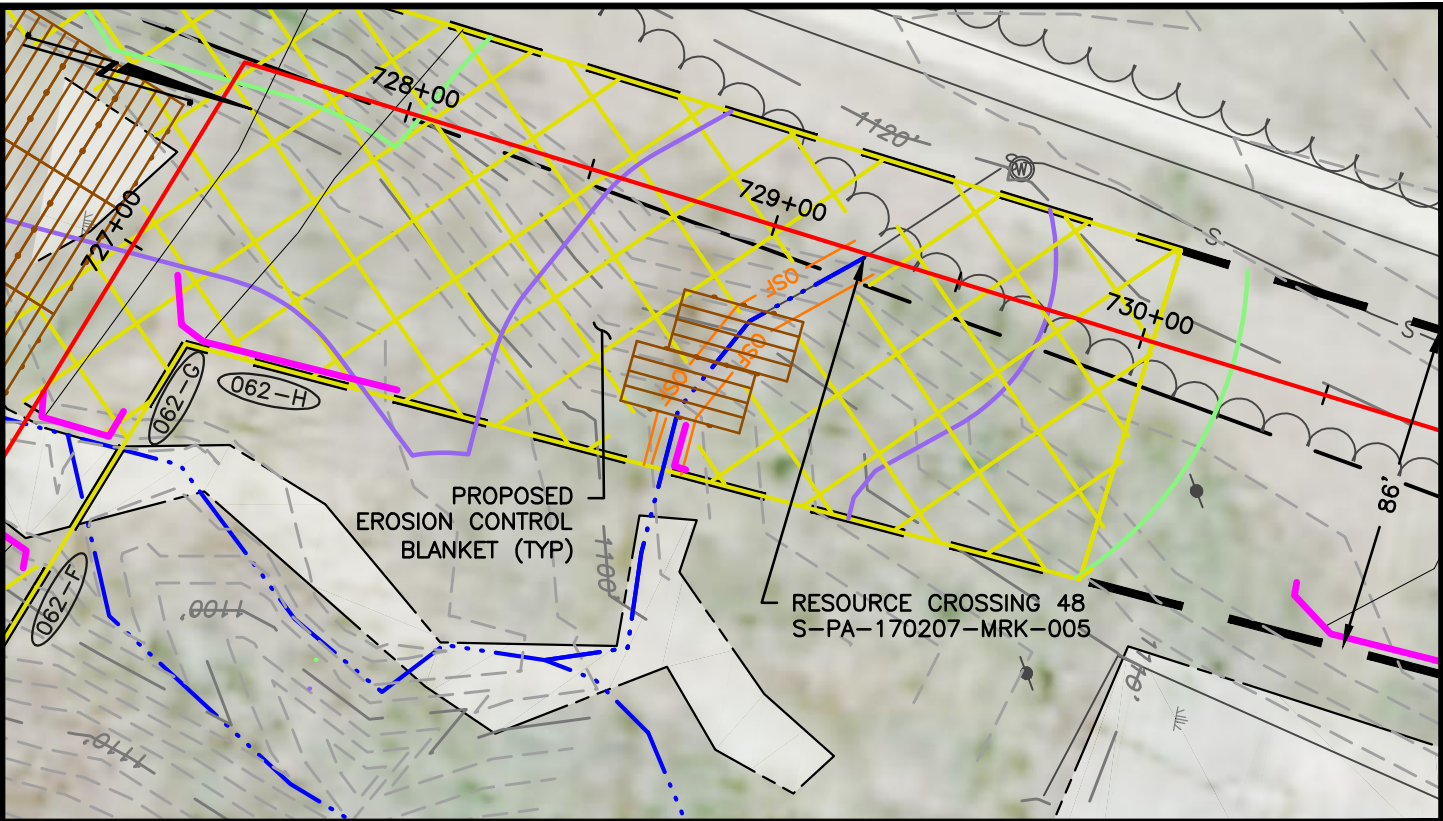 728+00
1120'
W
S
729+00
727+00
S
OSF
730+00
S
OSF
OSF
062-G
062-H
86'
PROPOSED
EROSION CONTROL
BLANKET (TYP)
1100
062-F
1100'
RESOURCE CROSSING 48
S-PA-170207-MRK-005
1110'